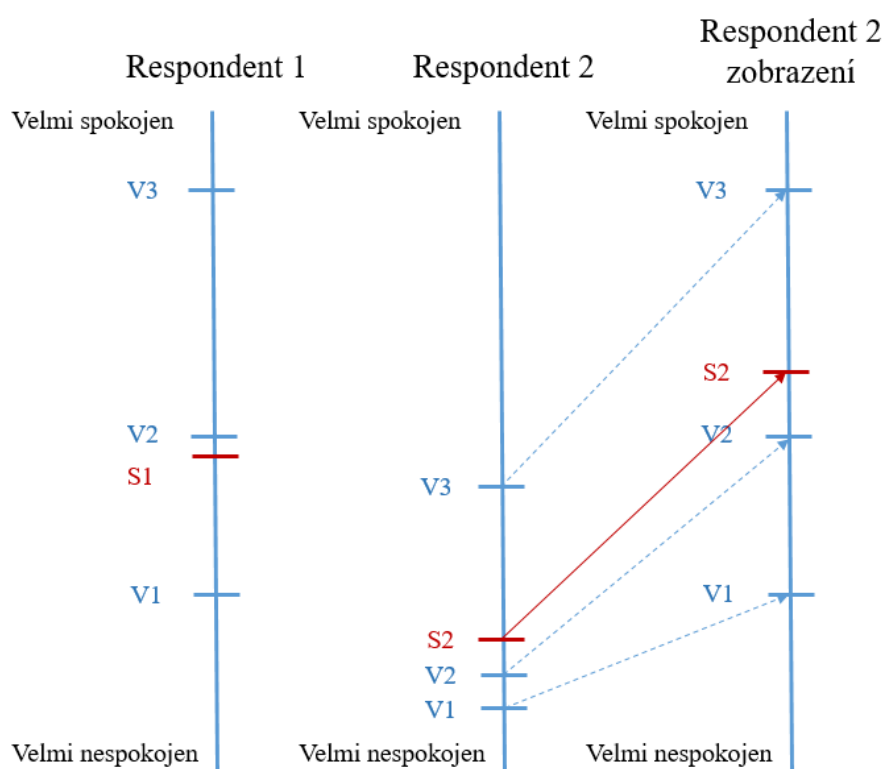 Respondent 1
Velmi spokojen
V3
V2
S1
V1
Velmi nespokojen
Respondent 2
Velmi spokojen
V3
S2
V2
V1
Velmi nespokojen
Respondent 2
zobrazení
Velmi spokojen
V3
S2
V2
V1
Velmi nespokojen